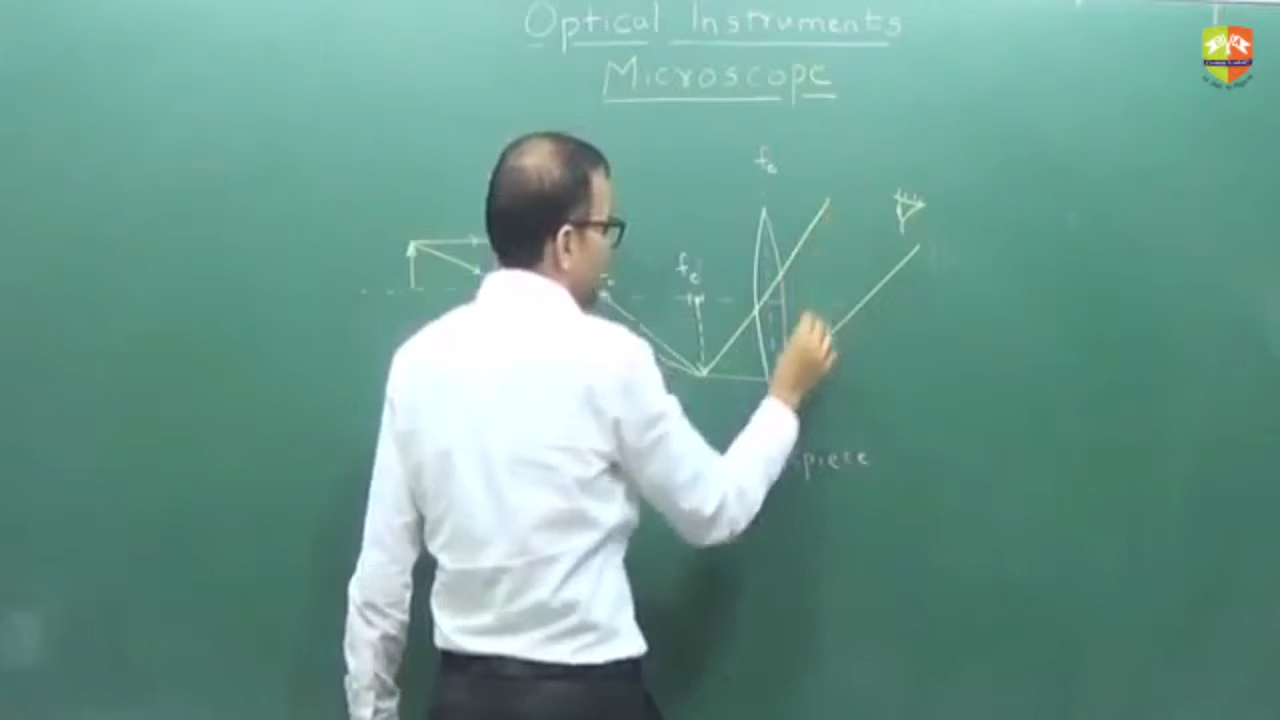 Optical Instruments
Microscope
fe
fe
piece